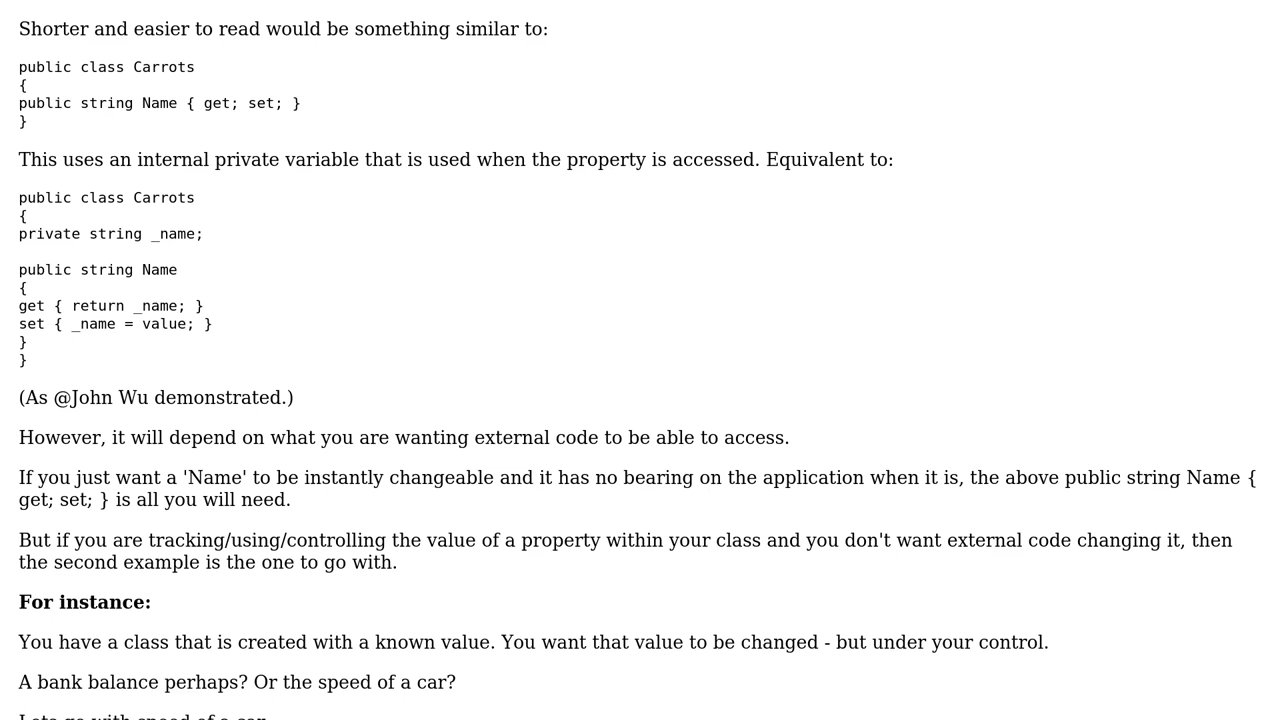 Shorter and easier to read would be something similar to:
public class Carrots
{
public string Name { get; set; }
}
This uses an internal private variable that is used when the property is accessed. Equivalent to:
public class Carrots
{
private string _name;
public string Name
{
get { return _name; }
set { _name = value; }
}
}
(As @John Wu demonstrated.)
However, it will depend on what you are wanting external code to be able to access.
If you just want a 'Name' to be instantly changeable and it has no bearing on the application when it is, the above public string Name {
get; set; } is all you will need.
But if you are tracking/using/controlling the value of a property within your class and you don't want external code changing it, then
the second example is the one to go with.
For instance:
You have a class that is created with a known value. You want that value to be changed - but under your control.
A bank balance perhaps? Or the speed of a car?
Lets go with speed of a car